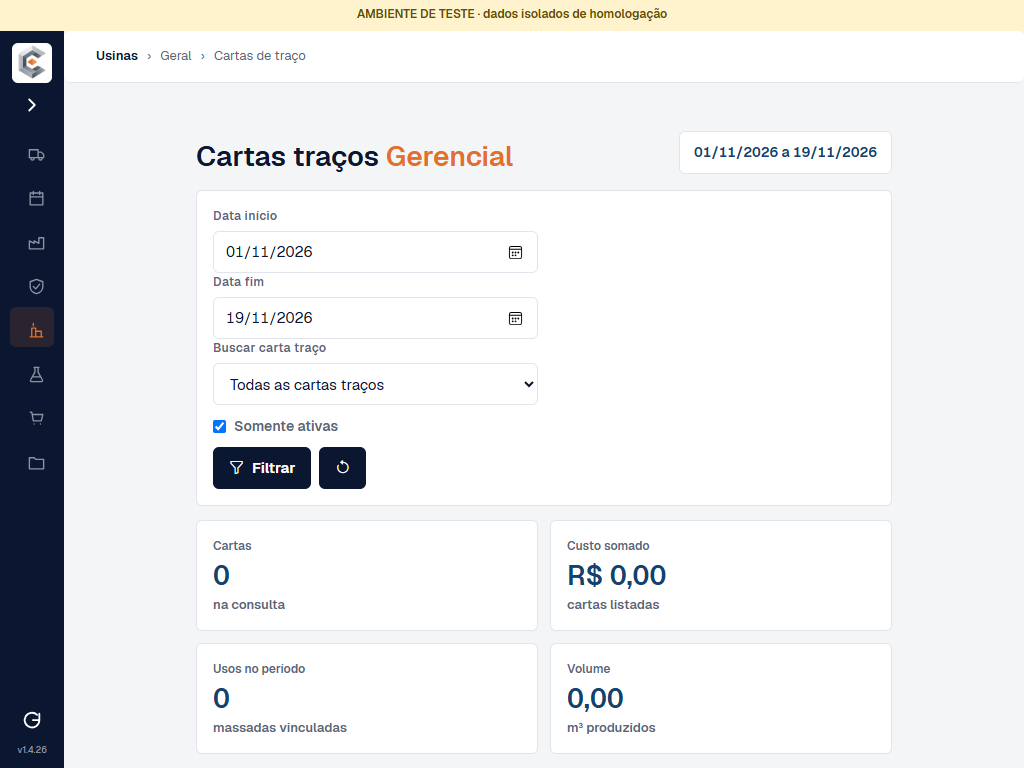 AMBIENTE DE TESTE · dados isolados de homologação
Usinas › Geral › Cartas de traço
Cartas traços Gerencial
01/11/2026 a 19/11/2026
Data início
01/11/2026
Data fim
19/11/2026
Buscar carta traço
Todas as cartas traços
Somente ativas
Filtrar
Cartas
0
na consulta
Custo somado
R$ 0,00
cartas listadas
Usos no período
0
massadas vinculadas
Volume
0,00
m³ produzidos
v1.4.26